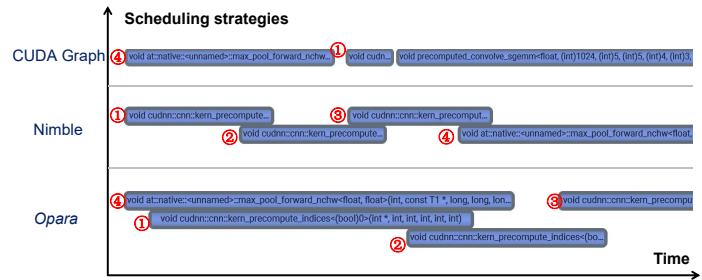 Scheduling strategies
CUDA Graph
④ void at::native::<unnamed>::max_pool_forward_nchw...
① void cudn...
void precomputed_convolve_sgemm<float, (int)1024, (int)5, (int)5, (int)4, (int)3,
Nimble
① void cudnn::cnn::kern_precompute...
③ void cudnn::cnn::kern_precomput...
② void cudnn::cnn::kern_precompute...
④ void at::native::<unnamed>::max_pool_forward_nchw<float,
Opara
④ void at::native::<unnamed>::max_pool_forward_nchw<float, float>(int, const T1 *, long, long, lon...
③ void cudnn::cnn::kern_precompu
① void cudnn::cnn::kern_precompute_indices<(bool)0>(int *, int, int, int, int, int)
② void cudnn::cnn::kern_precompute_indices<(bo...
Time